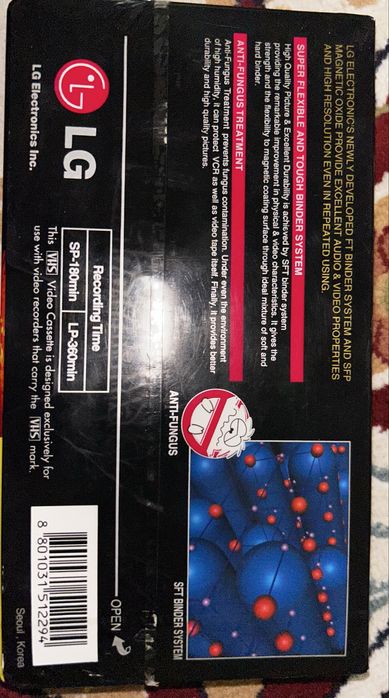 LG ELECTRONIC'S NEWLY DEVELOPED FT BINDER SYSTEM AND SFP
MAGNETIC OXIDE PROVIDE EXCELLENT AUDIO & VIDEO PROPERTIES
AND HIGH RESOLUTION EVEN IN REPEATED USING.
SUPER FLEXIBLE AND TOUGH BINDER SYSTEM
High Quality Picture & Excellent Durability is achieved by SFT binder system
providing the remarkable improvement in physical & video characteristics. It gives the
strength and the flexibility to magnetic coating surface through ideal mixture of soft and
hard binder.
ANTI-FUNGUS TREATMENT
Anti-Fungus Treatment prevents fungus contamination. Under even the environment
of high humidity, it can protect VCR as well as video tape itself. Finally, it provides better
durability and high quality pictures.
ANTI-FUNGUS
SFT BINDER SYSTEM
OPEN
LG
LG Electronics Inc.
Recording Time
SP-180min LP-360min
This VHS Video Cassette is designed exclusively for
use with video recorders that carry the VHS mark.
8 801031 512294
Seoul, Korea